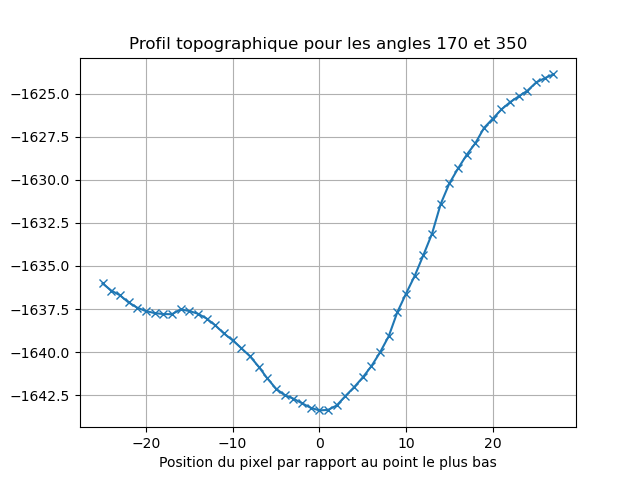 Profil topographique pour les angles 170 et 350
−1625.0
−1627.5
−1630.0
−1632.5
−1635.0
−1637.5
−1640.0
−1642.5
−20 −10 0 10 20
Position du pixel par rapport au point le plus bas